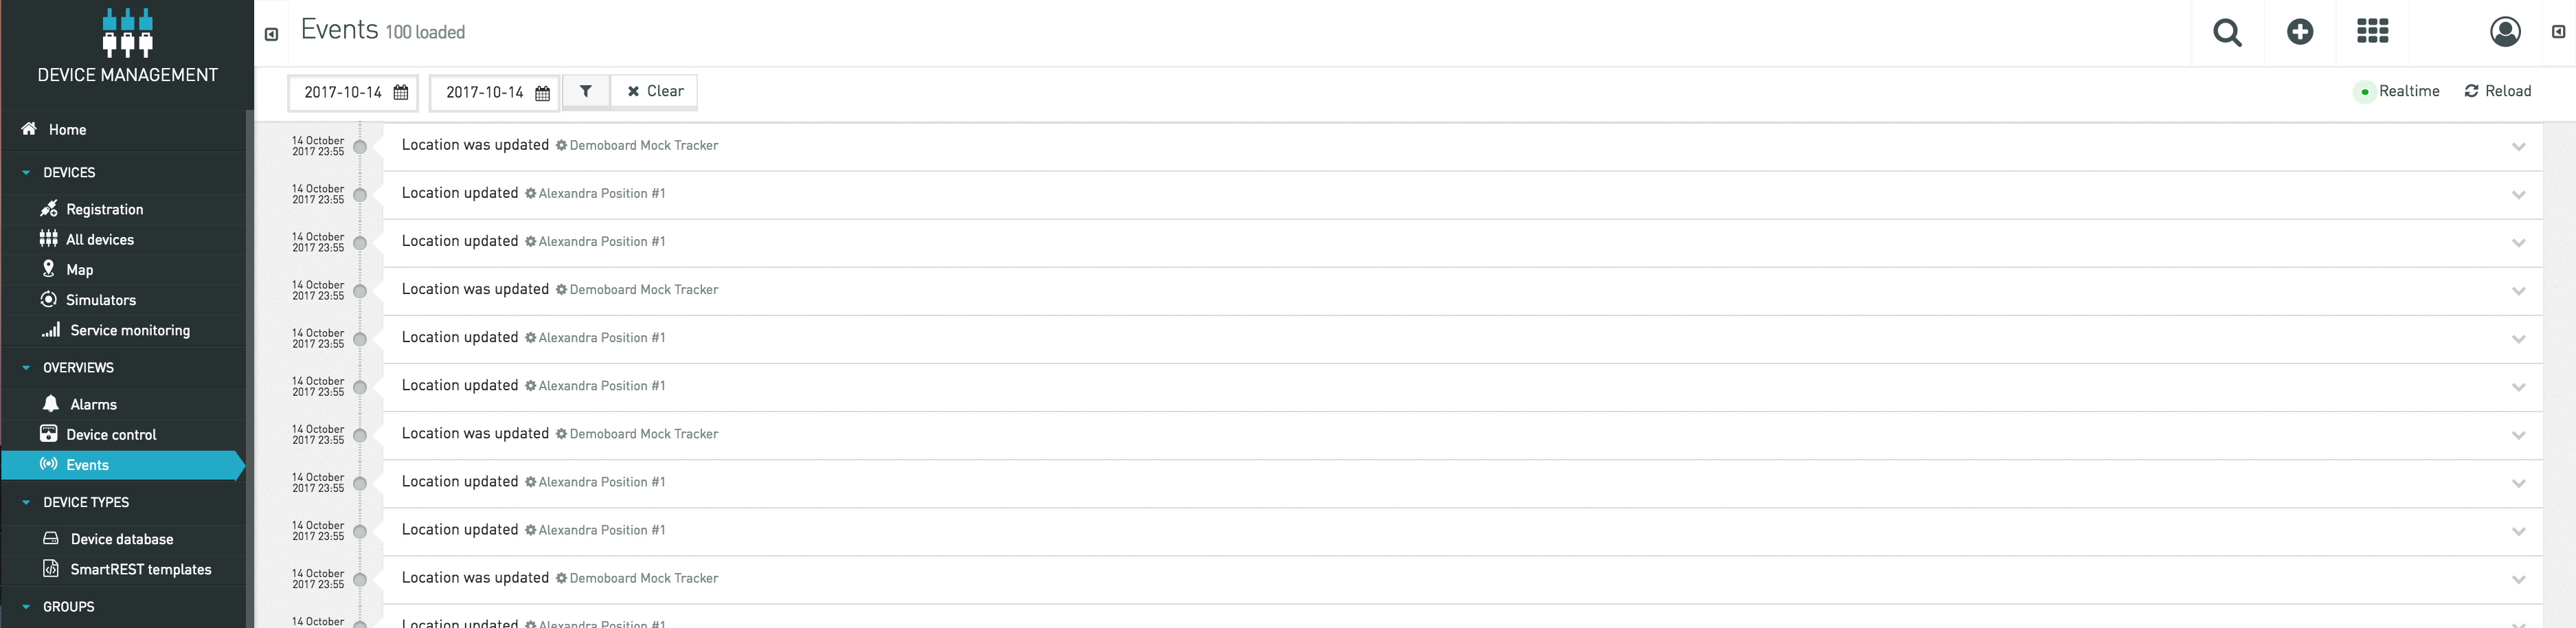 DEVICE MANAGEMENT
Home
DEVICES
Registration
All devices
Map
Simulators
Service monitoring
OVERVIEWS
Alarms
Device control
Events
DEVICE TYPES
Device database
SmartREST templates
GROUPS
Events 100 loaded
2017-10-14 2017-10-14 Clear
Realtime Reload
14 October
2017 23:55
Location was updated Demoboard Mock Tracker
14 October
2017 23:55
Location updated Alexandra Position #1
14 October
2017 23:55
Location updated Alexandra Position #1
14 October
2017 23:55
Location was updated Demoboard Mock Tracker
14 October
2017 23:55
Location updated Alexandra Position #1
14 October
2017 23:55
Location updated Alexandra Position #1
14 October
2017 23:55
Location was updated Demoboard Mock Tracker
14 October
2017 23:55
Location updated Alexandra Position #1
14 October
2017 23:55
Location updated Alexandra Position #1
14 October
2017 23:55
Location was updated Demoboard Mock Tracker
14 October
Location updated Alexandra Position #1